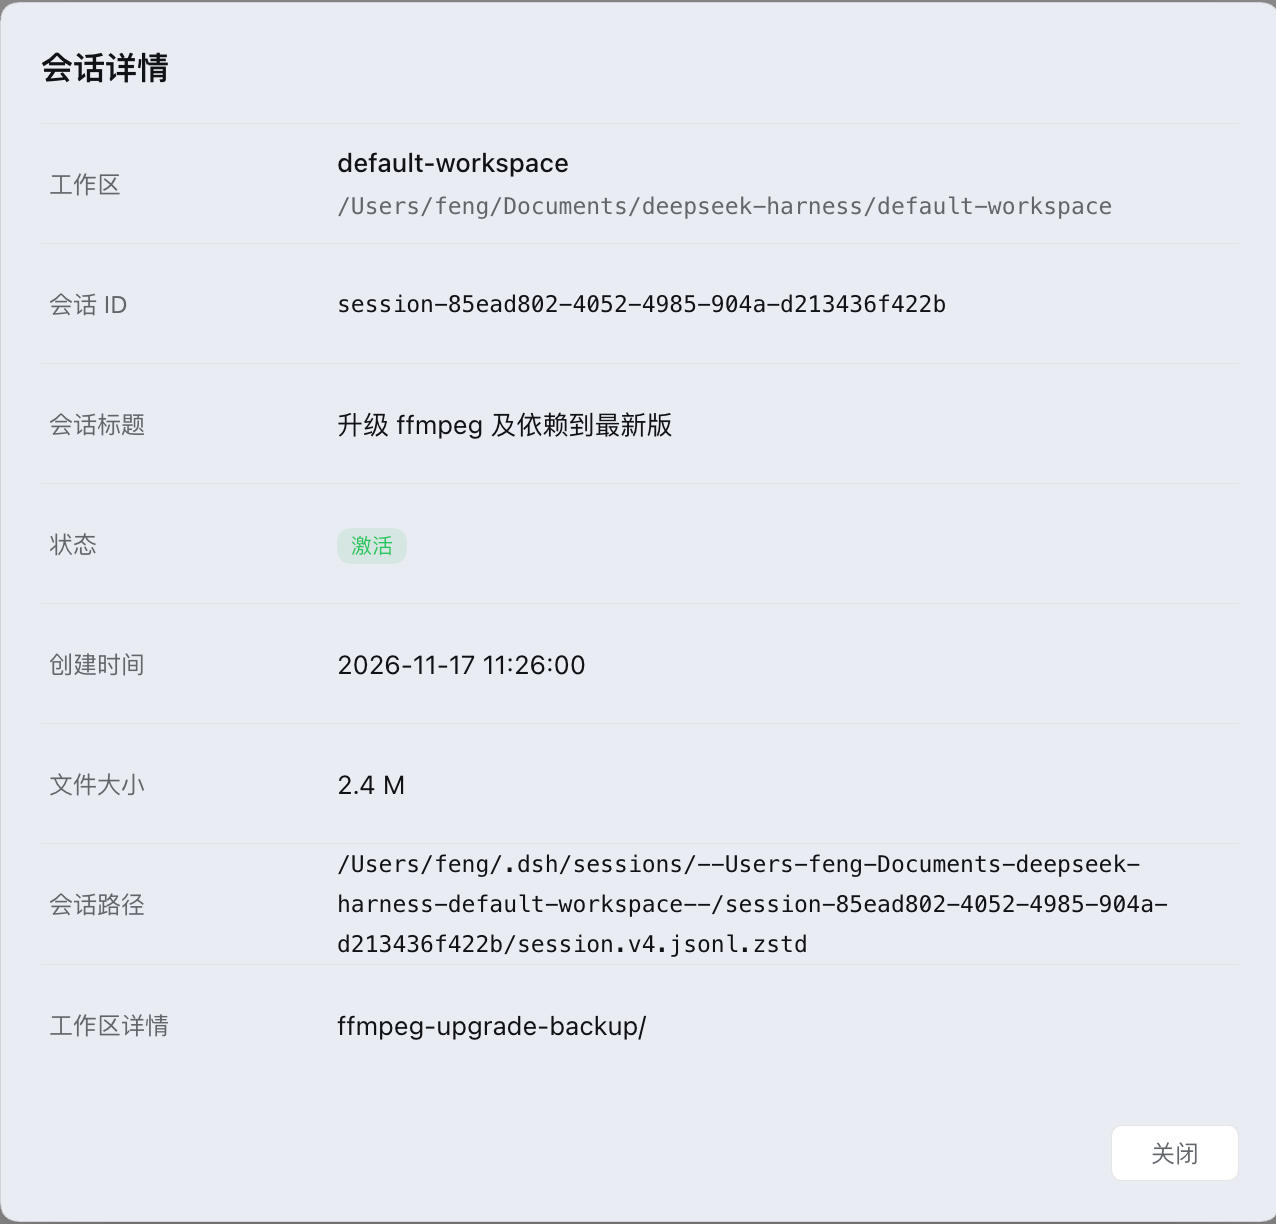 会话详情
工作区
default-workspace
/Users/feng/Documents/deepseek-harness/default-workspace
会话 ID
session-85ead802-4052-4985-904a-d213436f422b
会话标题
升级 ffmpeg 及依赖到最新版
状态
激活
创建时间
2026-11-17 11:26:00
文件大小
2.4 M
会话路径
/Users/feng/.dsh/sessions/--Users-feng-Documents-deepseek-
harness-default-workspace--/session-85ead802-4052-4985-904a-
d213436f422b/session.v4.jsonl.zstd
工作区详情
ffmpeg-upgrade-backup/
关闭